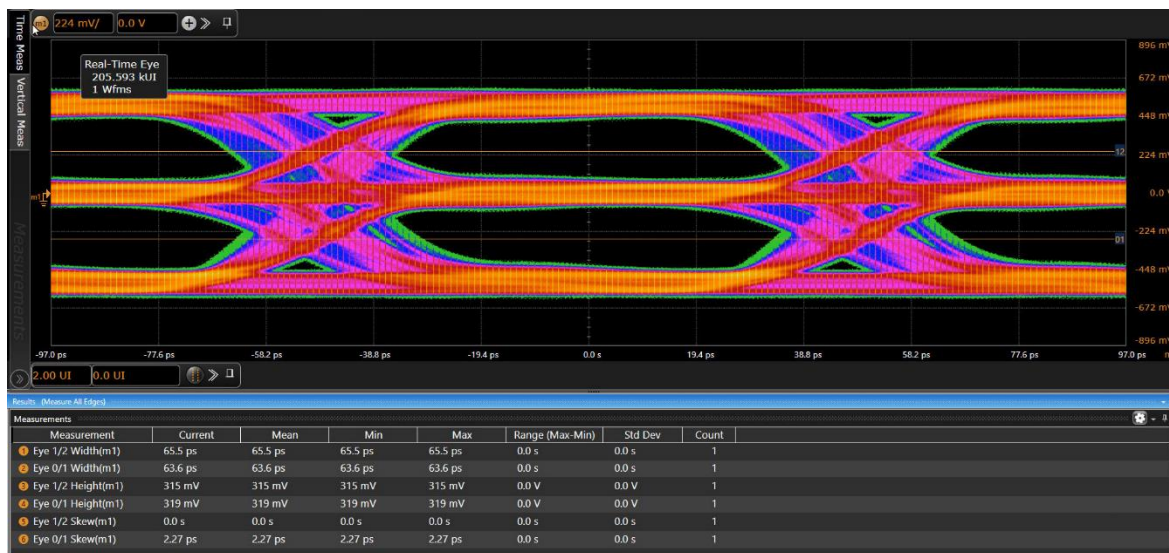 Time Meas
Vertical Meas
Measurements
m1 224 mV/ 0.0 V
Real-Time Eye
205.593 kUI
1 Wfms
896 mV
672 mV
448 mV
224 mV
0.0 V
-224 mV
-448 mV
-672 mV
-896 mV
12
01
m1
-97.0 ps -77.6 ps -58.2 ps -38.8 ps -19.4 ps 0.0 s 19.4 ps 38.8 ps 58.2 ps 77.6 ps 97.0 ps
2.00 UI 0.0 UI
Results (Measure All Edges)
Measurements
Measurement Current Mean Min Max Range (Max-Min) Std Dev Count
1 Eye 1/2 Width(m1) 65.5 ps 65.5 ps 65.5 ps 65.5 ps 0.0 s 0.0 s 1
2 Eye 0/1 Width(m1) 63.6 ps 63.6 ps 63.6 ps 63.6 ps 0.0 s 0.0 s 1
3 Eye 1/2 Height(m1) 315 mV 315 mV 315 mV 315 mV 0.0 V 0.0 V 1
4 Eye 0/1 Height(m1) 319 mV 319 mV 319 mV 319 mV 0.0 V 0.0 V 1
5 Eye 1/2 Skew(m1) 0.0 s 0.0 s 0.0 s 0.0 s 0.0 s 0.0 s 1
6 Eye 0/1 Skew(m1) 2.27 ps 2.27 ps 2.27 ps 2.27 ps 0.0 s 0.0 s 1